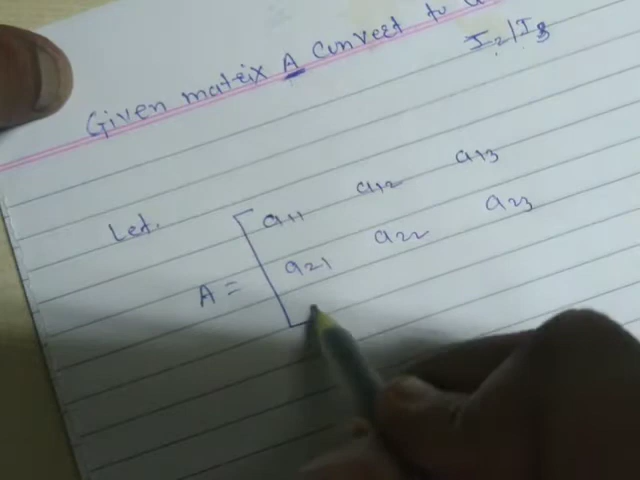 Given matrix A Convert to
I2/I3
Let.
a11 a12 a13
A = a21 a22 a23